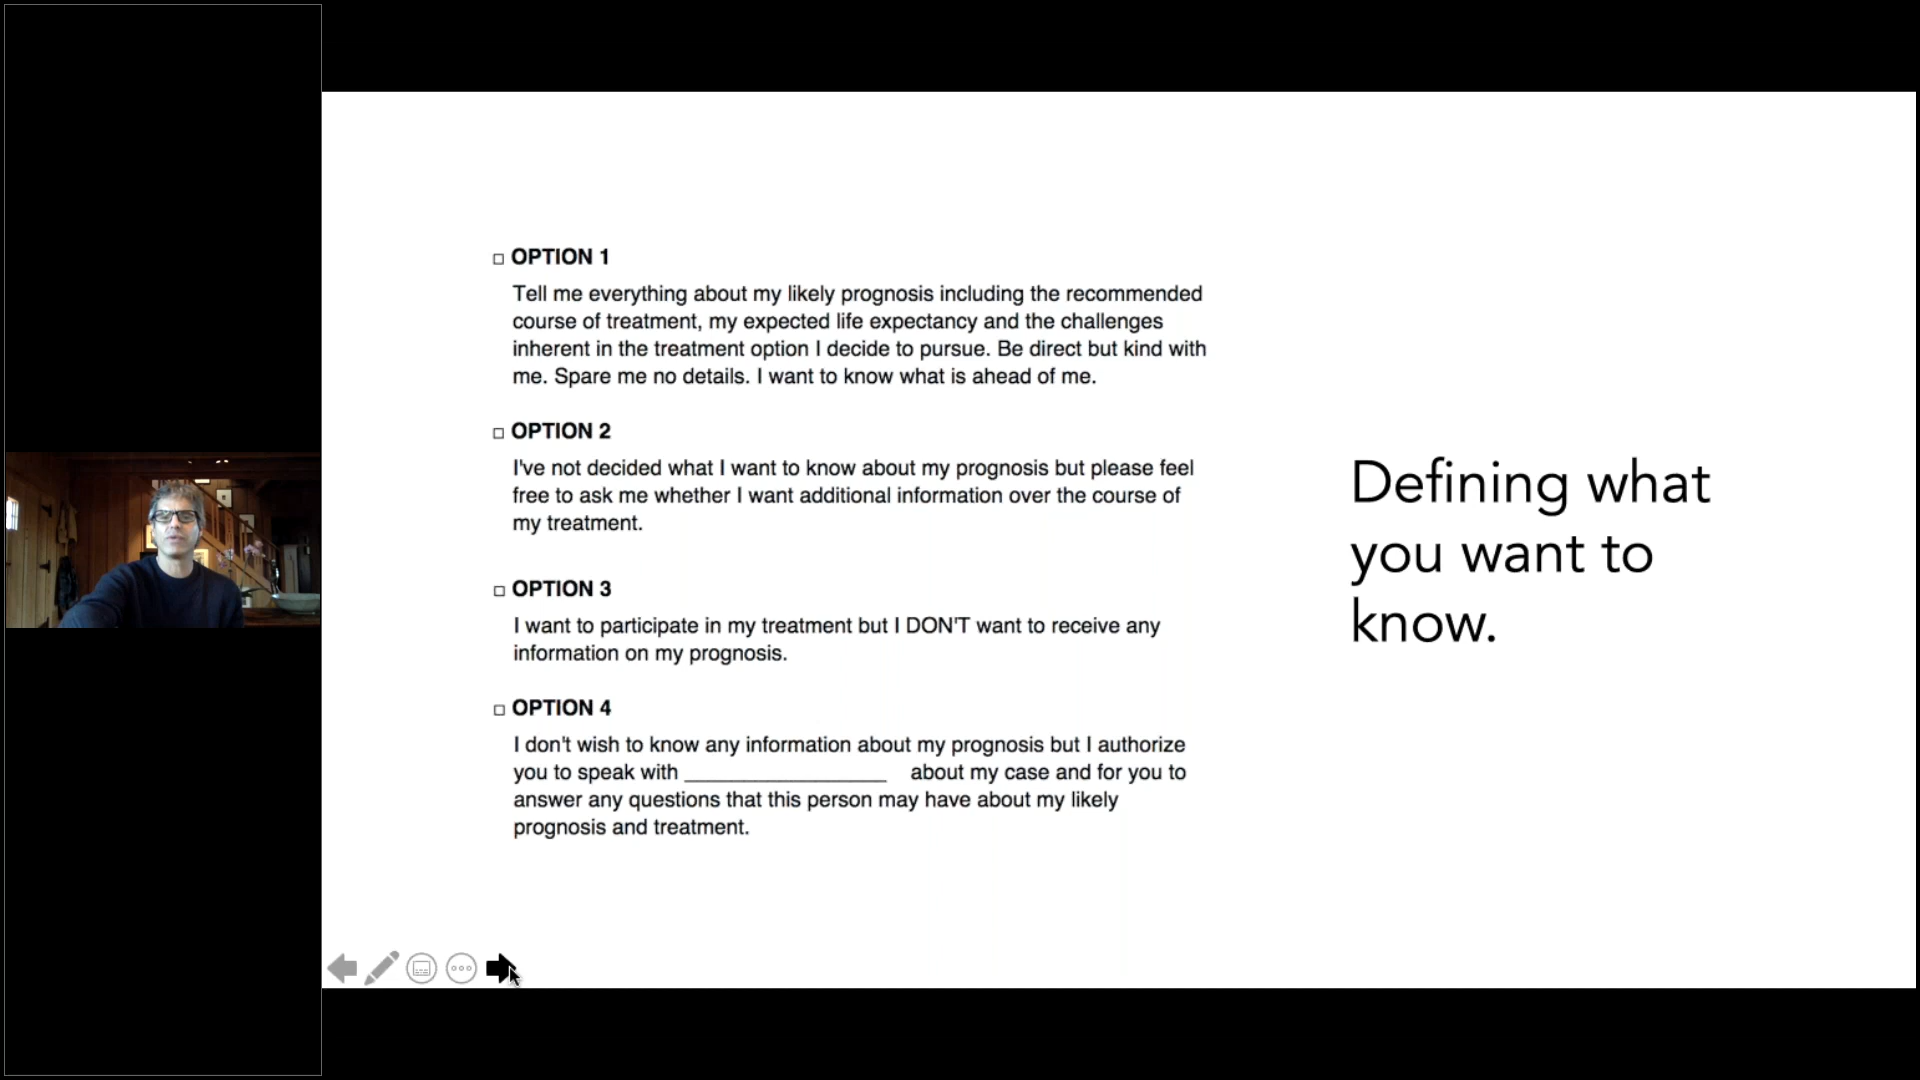 □ OPTION 1
Tell me everything about my likely prognosis including the recommended
course of treatment, my expected life expectancy and the challenges
inherent in the treatment option I decide to pursue. Be direct but kind with
me. Spare me no details. I want to know what is ahead of me.
□ OPTION 2
I've not decided what I want to know about my prognosis but please feel
free to ask me whether I want additional information over the course of
my treatment.
□ OPTION 3
I want to participate in my treatment but I DON'T want to receive any
information on my prognosis.
□ OPTION 4
I don't wish to know any information about my prognosis but I authorize
you to speak with __________________ about my case and for you to
answer any questions that this person may have about my likely
prognosis and treatment.
Defining what
you want to
know.